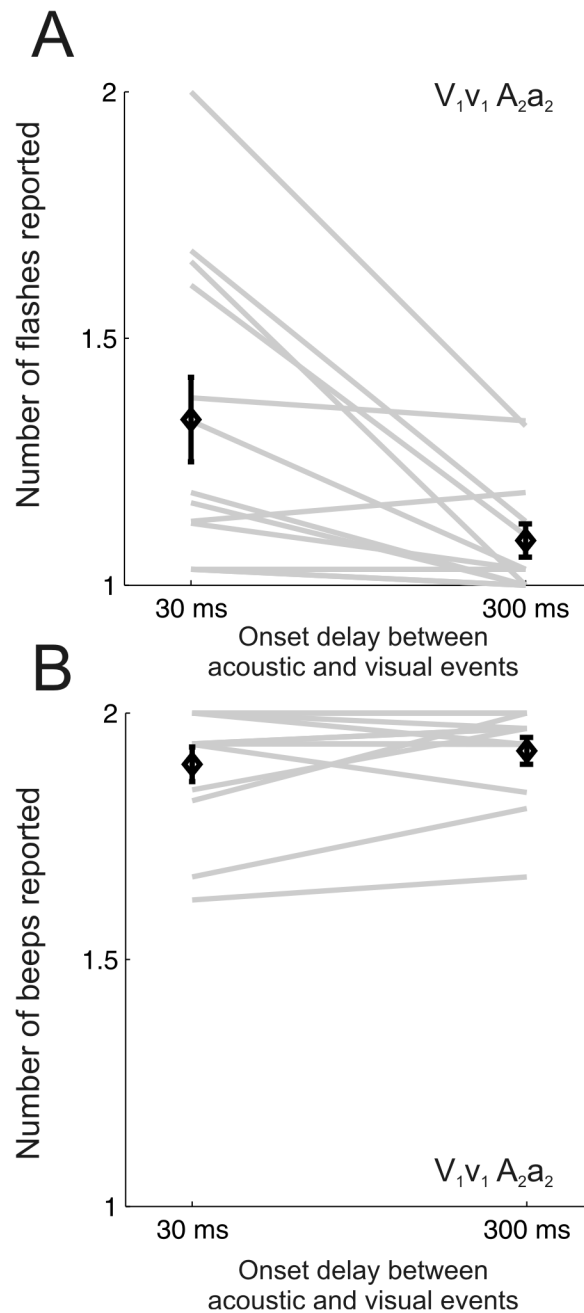 A
V₁v₁ A₂a₂
Number of flashes reported
2
1.5
1
30 ms
300 ms
Onset delay between
acoustic and visual events
B
Number of beeps reported
2
1.5
1
V₁v₁ A₂a₂
30 ms
300 ms
Onset delay between
acoustic and visual events